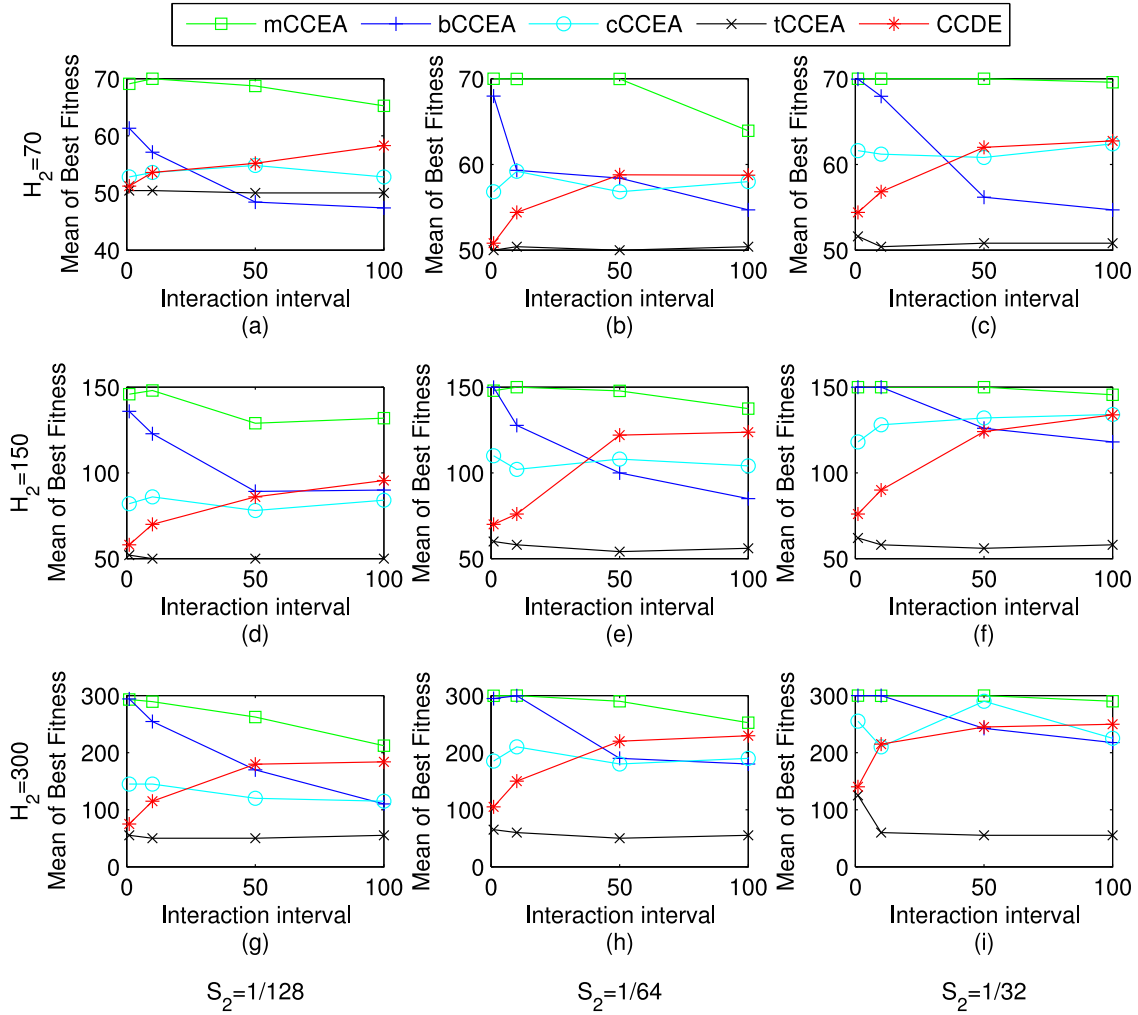 mCCEA bCCEA cCCEA tCCEA CCDE
H2=70
Mean of Best Fitness
70
60
50
40
0 50 100
Interaction interval
(a)
Mean of Best Fitness
70
65
60
55
50
0 50 100
Interaction interval
(b)
Mean of Best Fitness
70
65
60
55
50
0 50 100
Interaction interval
(c)
H2=150
Mean of Best Fitness
150
100
50
0 50 100
Interaction interval
(d)
Mean of Best Fitness
150
100
50
0 50 100
Interaction interval
(e)
Mean of Best Fitness
150
100
50
0 50 100
Interaction interval
(f)
H2=300
Mean of Best Fitness
300
200
100
0
0 50 100
Interaction interval
(g)
Mean of Best Fitness
300
200
100
0
0 50 100
Interaction interval
(h)
Mean of Best Fitness
300
200
100
0
0 50 100
Interaction interval
(i)
S2=1/128 S2=1/64 S2=1/32